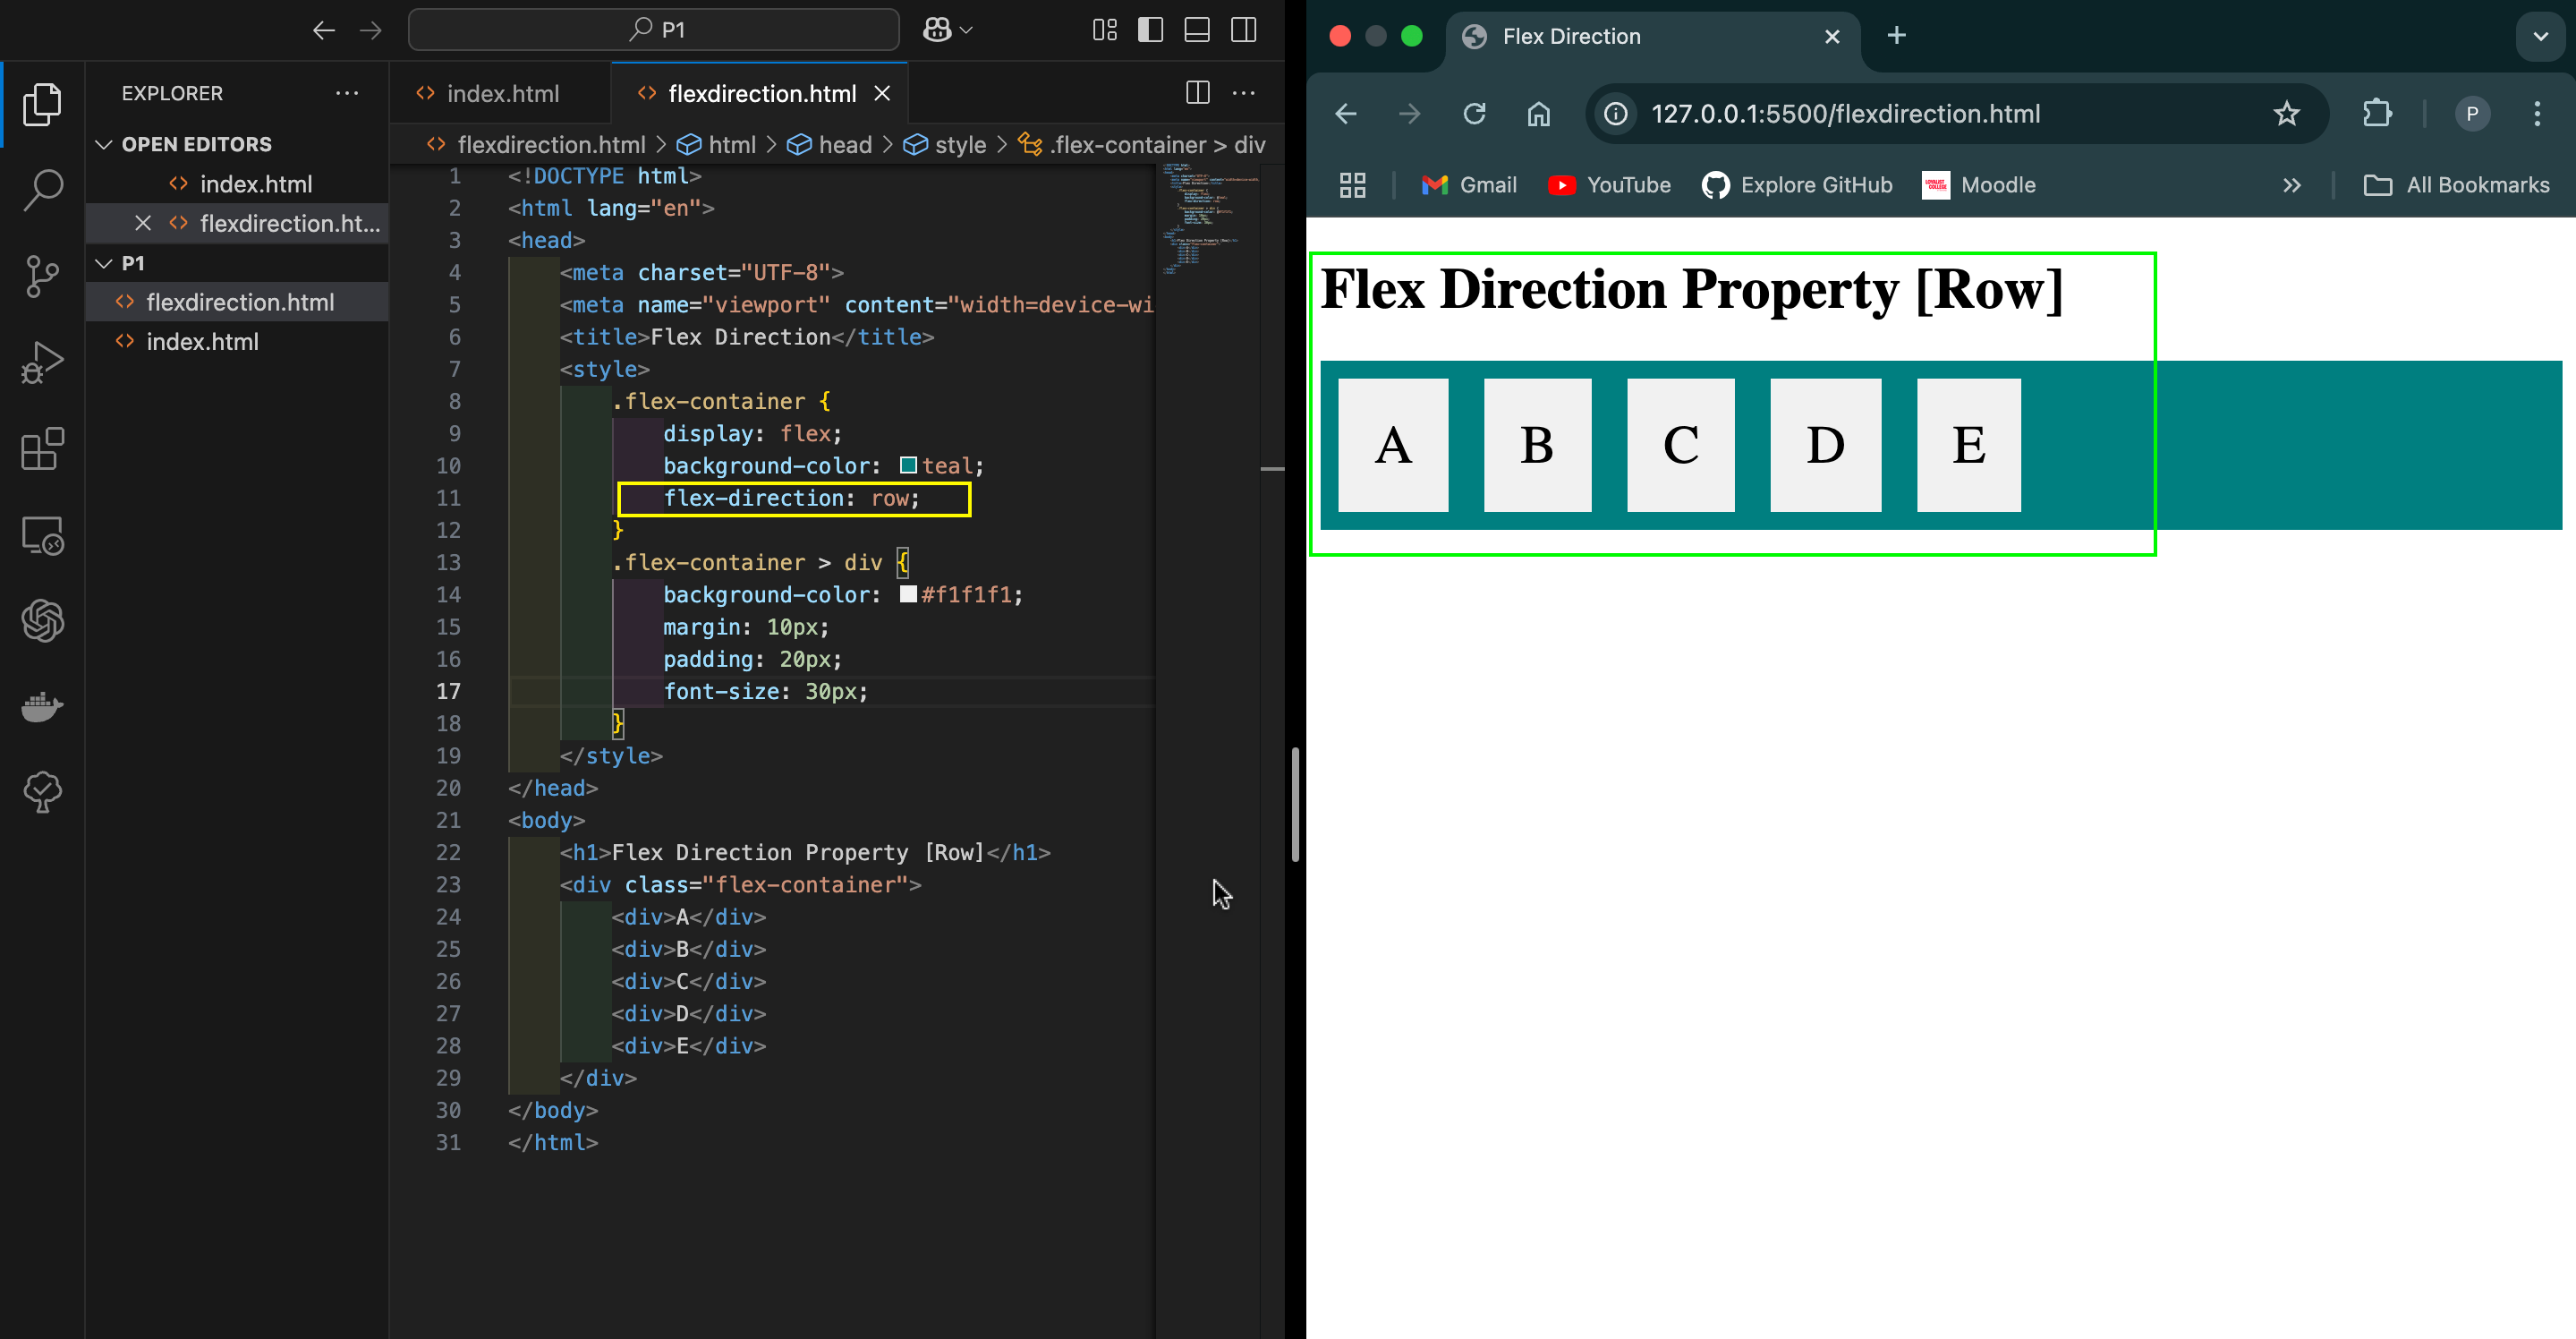 P1
EXPLORER
OPEN EDITORS
index.html
flexdirection.ht...
P1
flexdirection.html
index.html
index.html
flexdirection.html
flexdirection.html > html > head > style > .flex-container > div
1 <!DOCTYPE html>
2 <html lang="en">
3 <head>
4 <meta charset="UTF-8">
5 <meta name="viewport" content="width=device-wi
6 <title>Flex Direction</title>
7 <style>
8 .flex-container {
9 display: flex;
10 background-color: teal;
11 flex-direction: row;
12 }
13 .flex-container > div {
14 background-color: #f1f1f1;
15 margin: 10px;
16 padding: 20px;
17 font-size: 30px;
18 }
19 </style>
20 </head>
21 <body>
22 <h1>Flex Direction Property [Row]</h1>
23 <div class="flex-container">
24 <div>A</div>
25 <div>B</div>
26 <div>C</div>
27 <div>D</div>
28 <div>E</div>
29 </div>
30 </body>
31 </html>
Flex Direction
127.0.0.1:5500/flexdirection.html
P
Gmail YouTube Explore GitHub Moodle All Bookmarks
Flex Direction Property [Row]
A B C D E